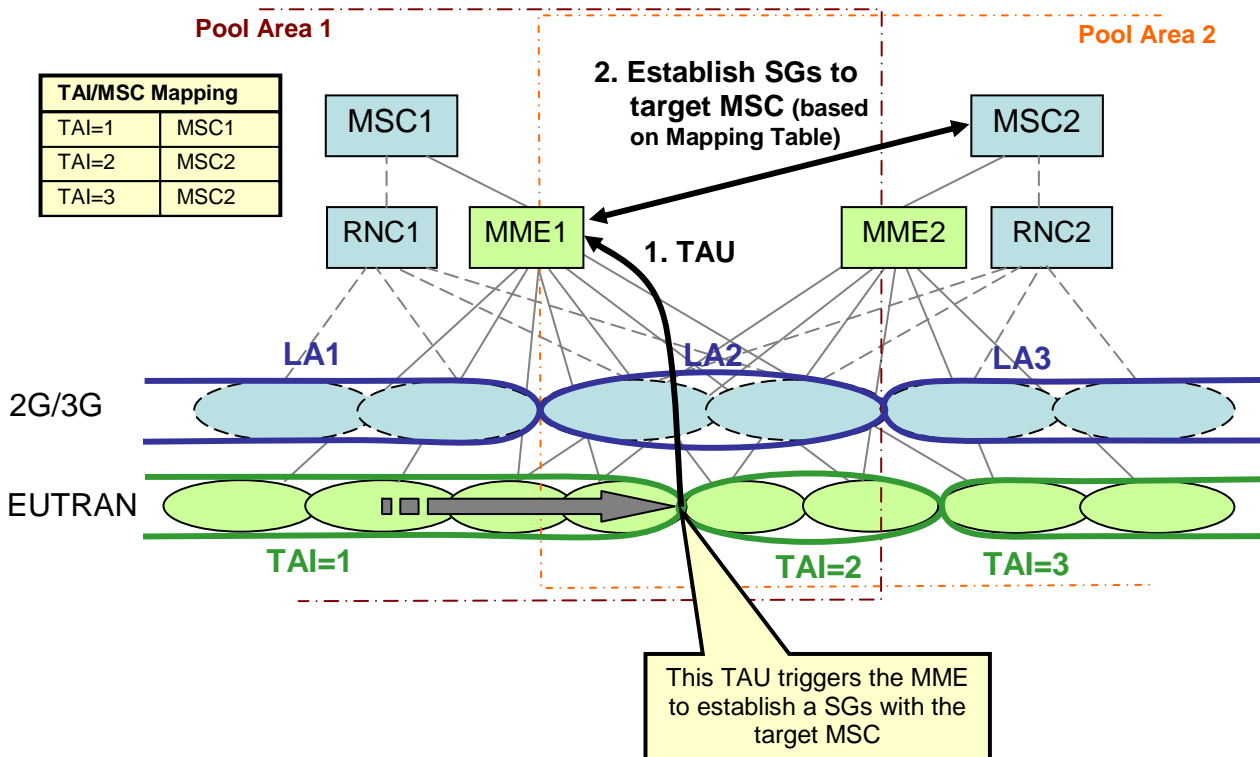 Pool Area 1
Pool Area 2
2. Establish SGs to
target MSC (based
on Mapping Table)
TAI/MSC Mapping
TAI=1 MSC1
TAI=2 MSC2
TAI=3 MSC2
MSC1
MSC2
RNC1
MME1
MME2
RNC2
1. TAU
LA1
LA2
LA3
2G/3G
EUTRAN
TAI=1
TAI=2
TAI=3
This TAU triggers the MME
to establish a SGs with the
target MSC